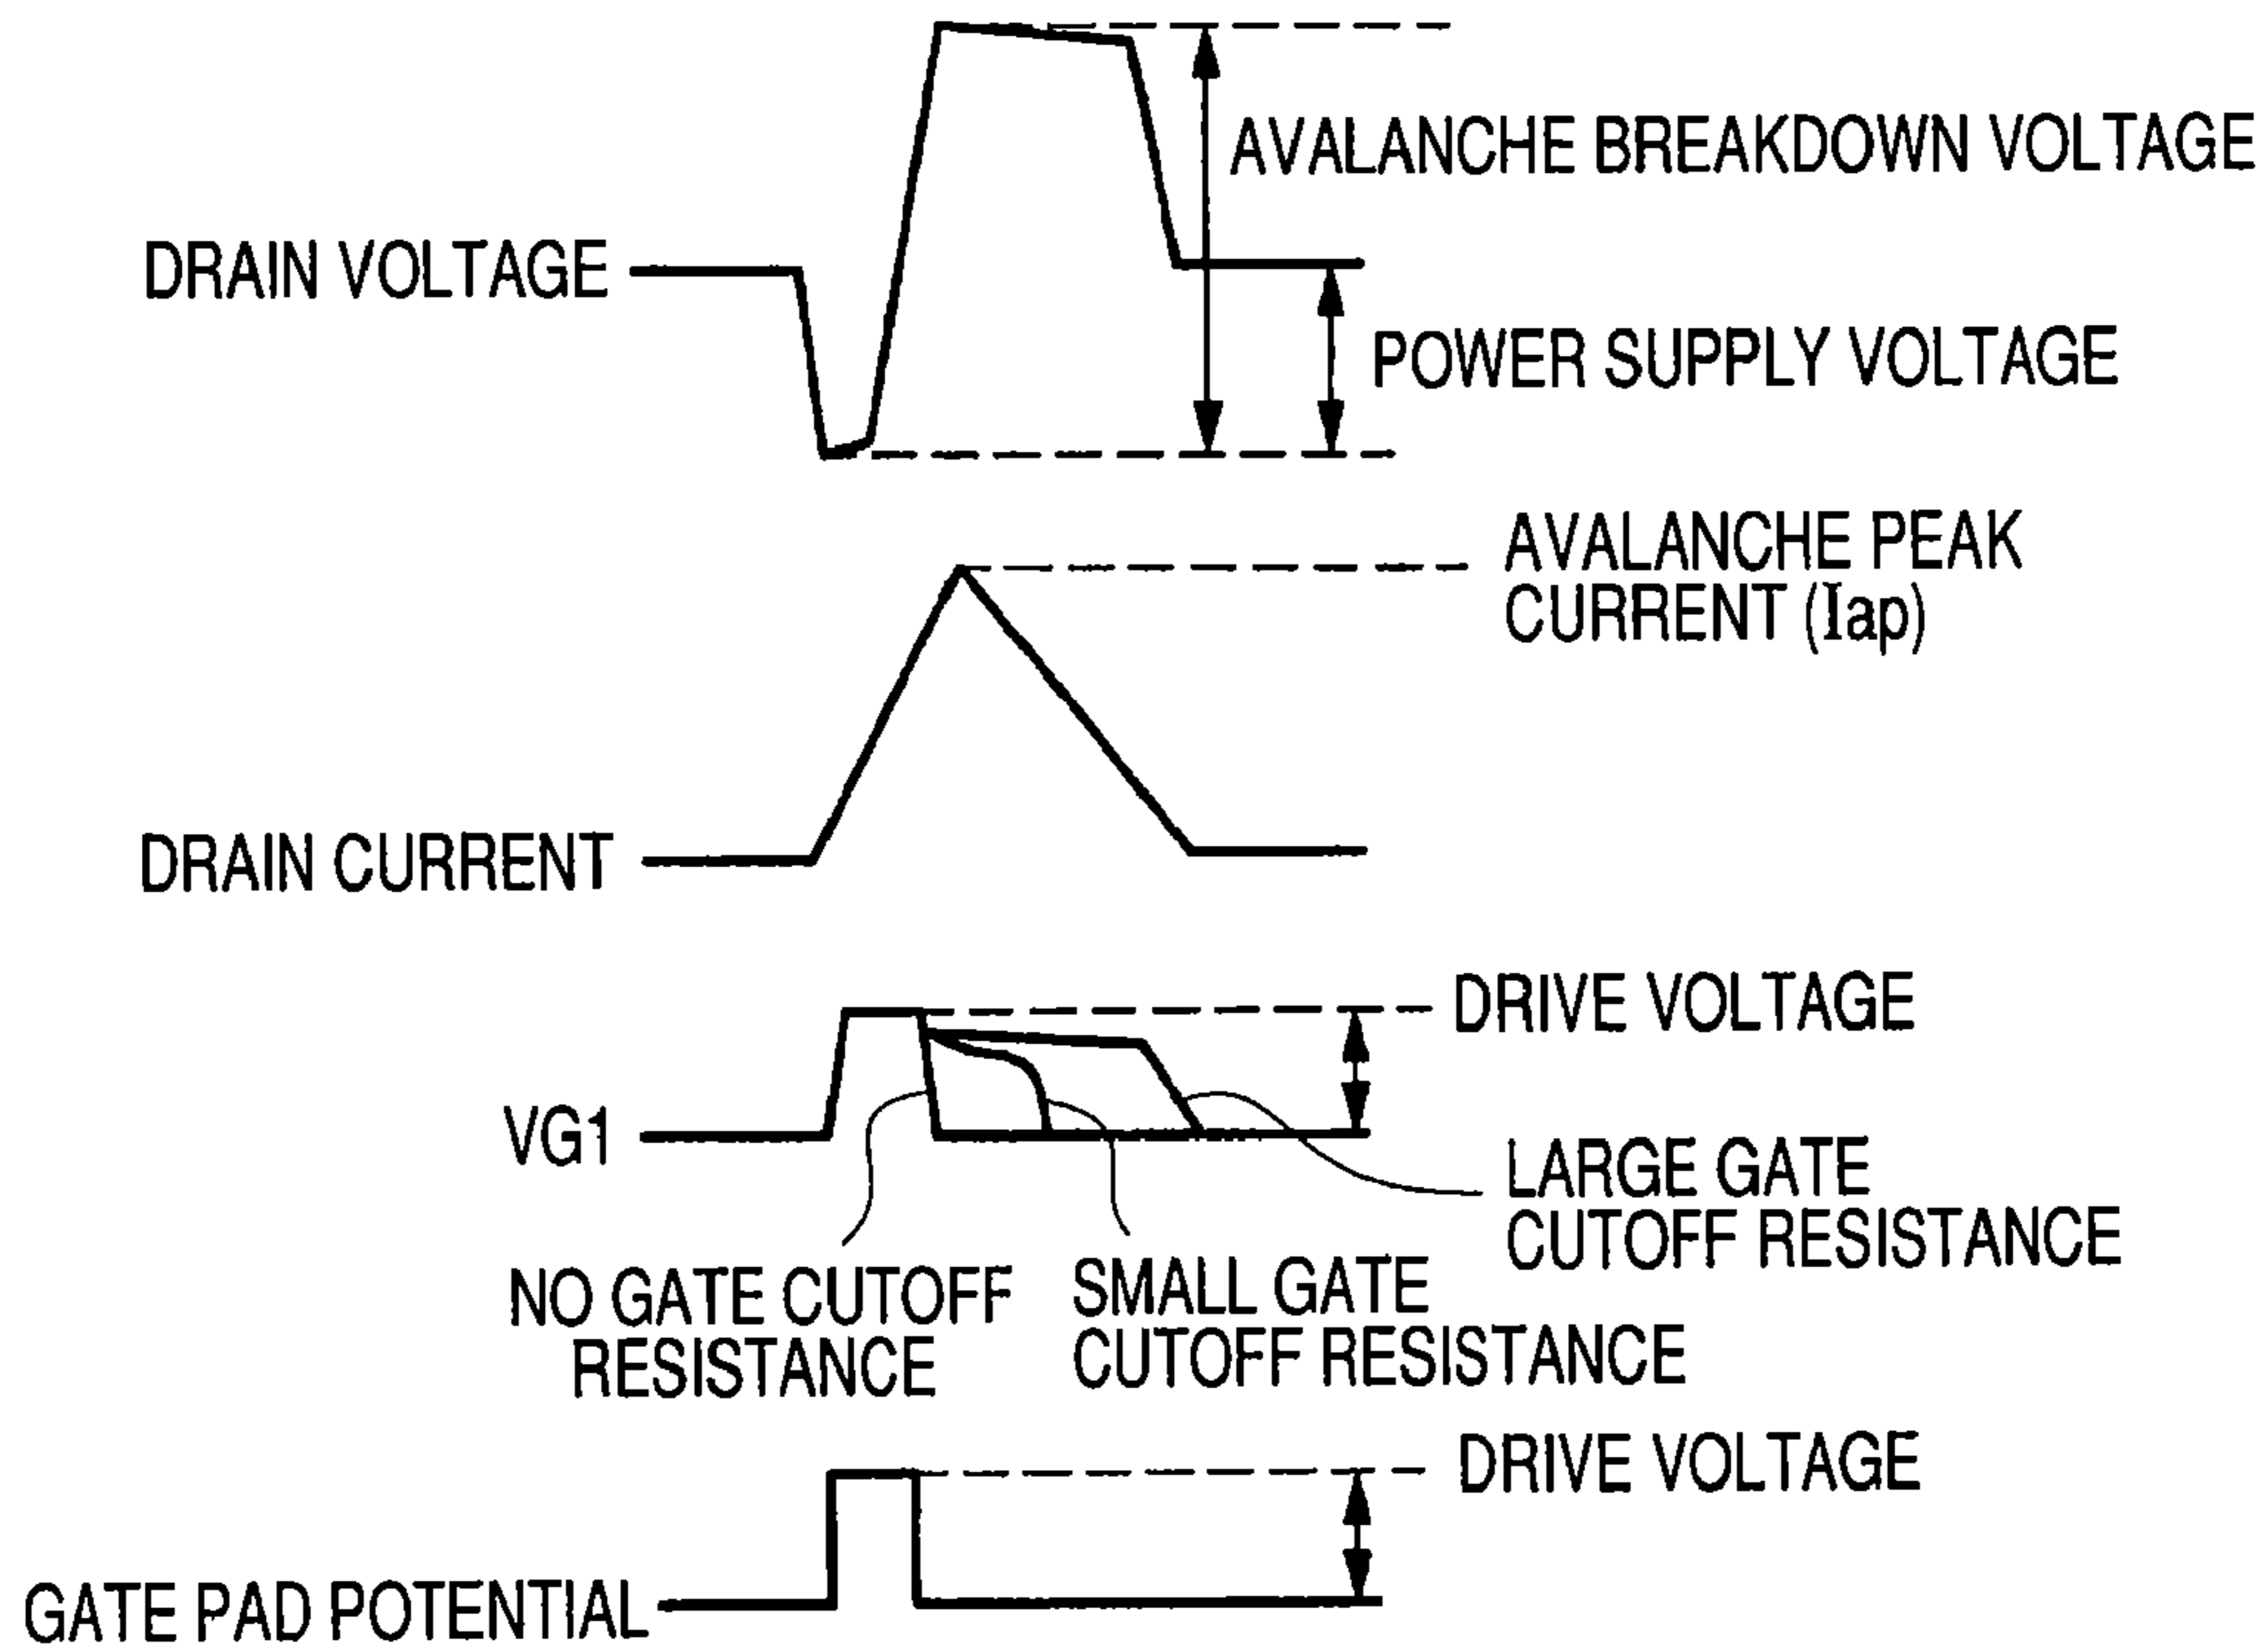 AVALANCHE BREAKDOWN VOLTAGE
DRAIN VOLTAGE
POWER SUPPLY VOLTAGE
AVALANCHE PEAK
CURRENT (Iap)
DRAIN CURRENT
DRIVE VOLTAGE
VG1
LARGE GATE
CUTOFF RESISTANCE
NO GATE CUTOFF
RESISTANCE
SMALL GATE
CUTOFF RESISTANCE
DRIVE VOLTAGE
GATE PAD POTENTIAL